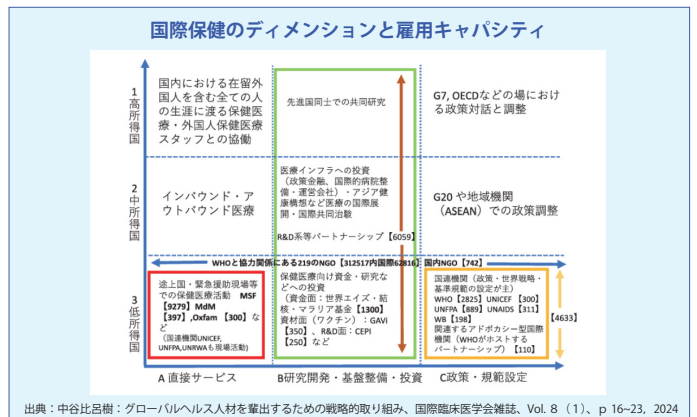 国際保健のディメンションと雇用キャパシティ
1高所得国
国内における在留外
国人を含む全ての人
の生涯に渡る保健医
療・外国人保健医療
スタッフとの協働
先進国同士での共同研究
G7, OECDなどの場におけ
る政策対話と調整
2中所得国
インバウンド・ア
ウトバウンド医療
医療インフラへの投資
（政策金融、国際的病院整
備・運営会社）・アジア健
康構想など医療の国際展
開・国際共同治験
R&D系等パートナーシップ【6059】
G20 や地域機関
（ASEAN）での政策調整
WHOと協力関係にある219のNGO【312517内国際62816】 国内NGO【742】
3低所得国
途上国・緊急援助現場等
での保健医療活動 MSF
【9279】MdM
【397】,Oxfam 【300】な
ど
（国連機関UNICEF,
UNFPA,UNRWAも現場活動)
保健医療向け資金・研究な
どへの投資
（資金面：世界エイズ・結
核・マラリア基金【1300】
資材面（ワクチン）：GAVi
【350】、R&D面：CEPI
【250】など
国連機関（政策・世界戦略・
基準規範の設定が主）
WHO【2825】UNICEF【300】
UNFPA【889】UNAIDS【311】
WB【198】
関連するアドボカシー型国際
機関（WHOがホストする
パートナーシップ）【110】
【4633】
A 直接サービス
B研究開発・基盤整備・投資
C政策・規範設定
出典：中谷比呂樹：グローバルヘルス人材を輩出するための戦略的取り組み、国際臨床医学会雑誌、Vol. 8（1）、 p 16~23, 2024